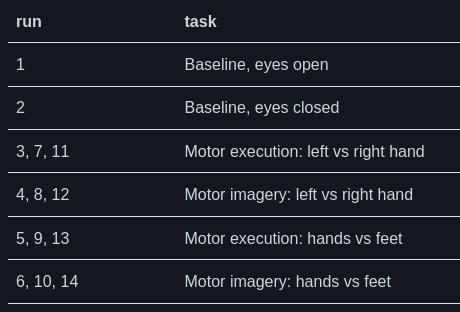 run task
1 Baseline, eyes open
2 Baseline, eyes closed
3, 7, 11 Motor execution: left vs right hand
4, 8, 12 Motor imagery: left vs right hand
5, 9, 13 Motor execution: hands vs feet
6, 10, 14 Motor imagery: hands vs feet